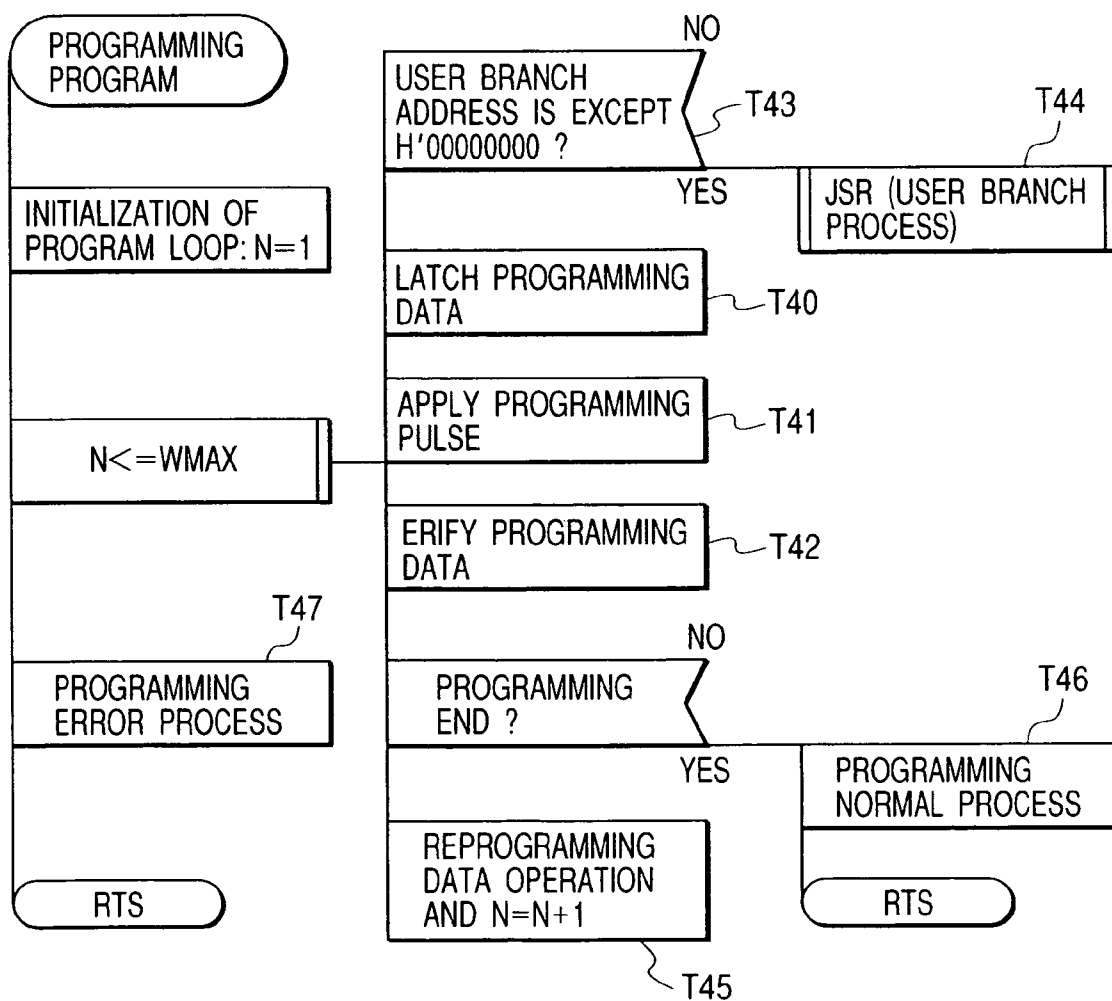 PROGRAMMING
PROGRAM
INITIALIZATION OF
PROGRAM LOOP: N=1
N<=WMAX
T47
PROGRAMMING
ERROR PROCESS
RTS
NO
USER BRANCH
ADDRESS IS EXCEPT
H'00000000 ?
T43
YES
T44
JSR (USER BRANCH
PROCESS)
LATCH PROGRAMMING
DATA
T40
APPLY PROGRAMMING
PULSE
T41
ERIFY PROGRAMMING
DATA
T42
NO
PROGRAMMING
END ?
YES
T46
PROGRAMMING
NORMAL PROCESS
RTS
REPROGRAMMING
DATA OPERATION
AND N=N+1
T45